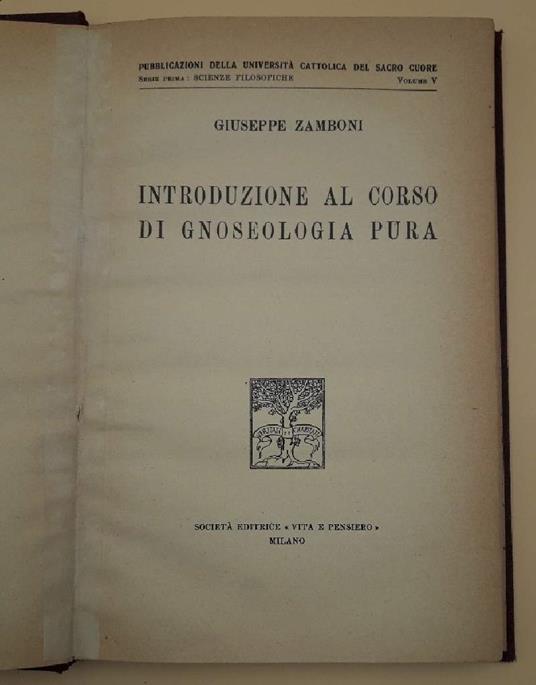 PUBBLICAZIONI DELLA UNIVERSITÀ CATTOLICA DEL SACRO CUORE
SERIE PRIMA: SCIENZE FILOSOFICHE VOLUME V
GIUSEPPE ZAMBONI
INTRODUZIONE AL CORSO
DI GNOSEOLOGIA PURA
SOCIETÀ EDITRICE « VITA E PENSIERO »
MILANO